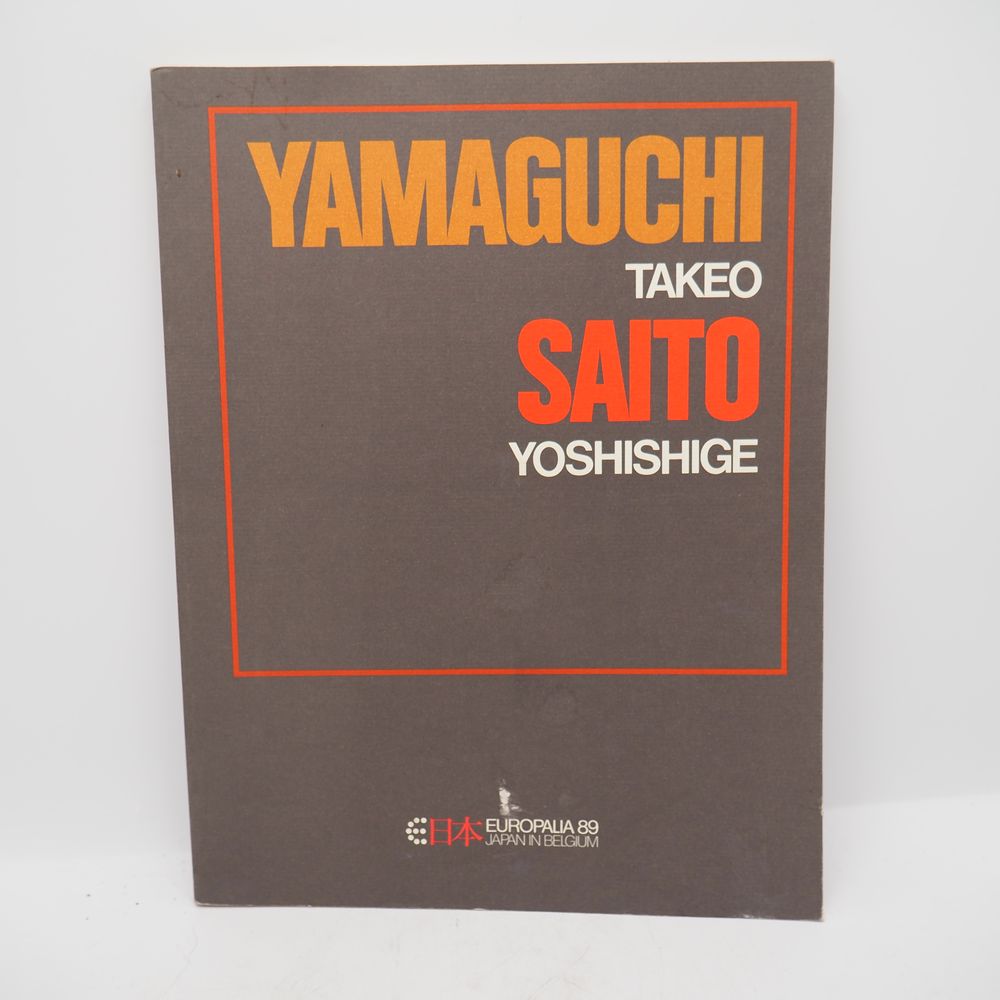 YAMAGUCHI
TAKEO
SAITO
YOSHISHIGE
日本 EUROPALIA 89
JAPAN IN BELGIUM